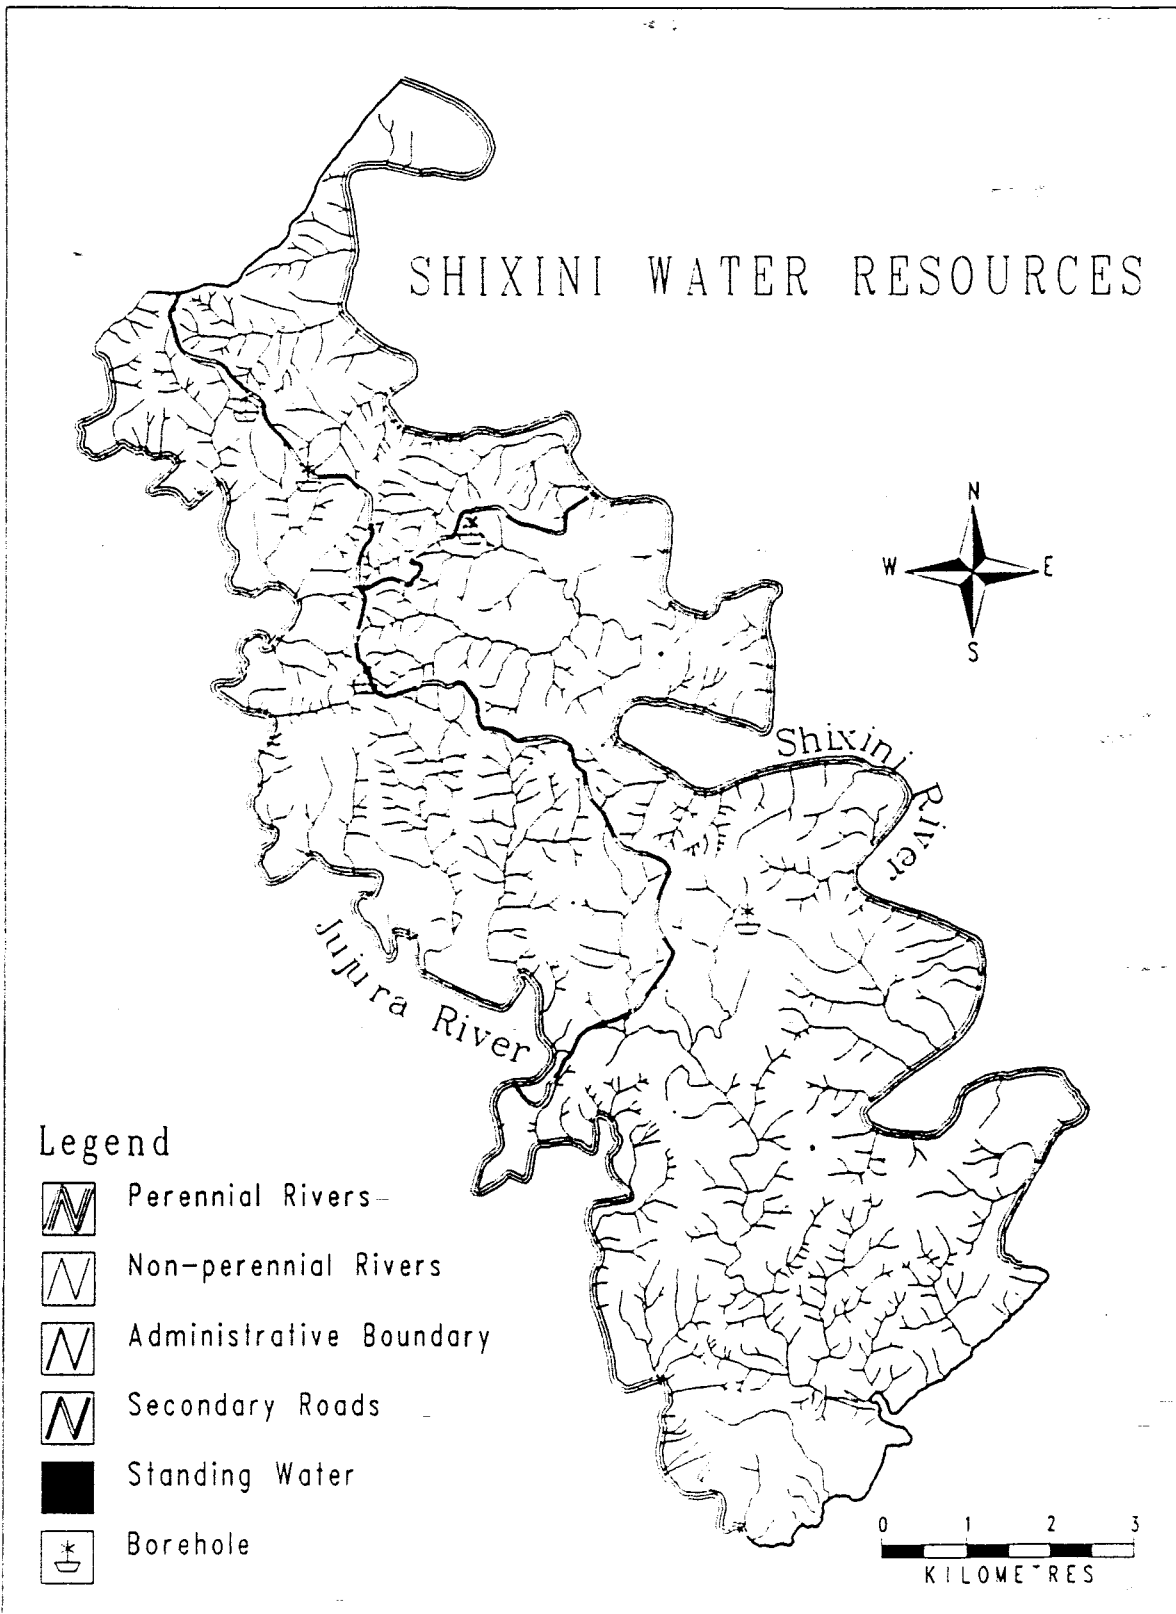 SHIXINI WATER RESOURCES
N
W E
S
Shixini River
Jujura River
Legend
Perennial Rivers
Non-perennial Rivers
Administrative Boundary
Secondary Roads
Standing Water
Borehole
0 1 2 3
KILOMETRES